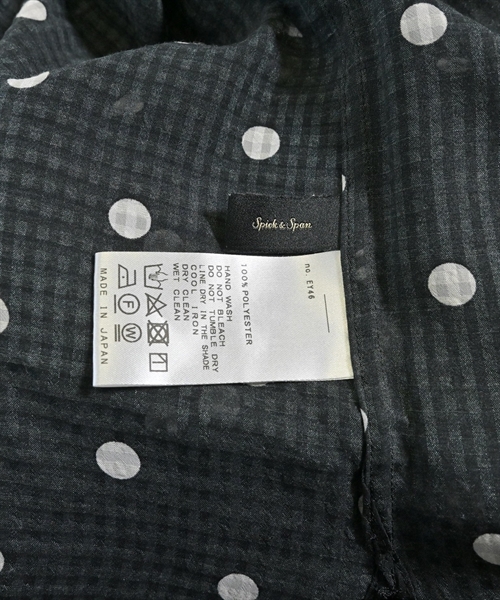 Spick & Span
no. EY46
100% POLYESTER
HAND WASH
DO NOT BLEACH
DO NOT TUMBLE DRY
LINE DRY IN THE SHADE
COOL IRON
DRY CLEAN
WET CLEAN
F W
MADE IN JAPAN